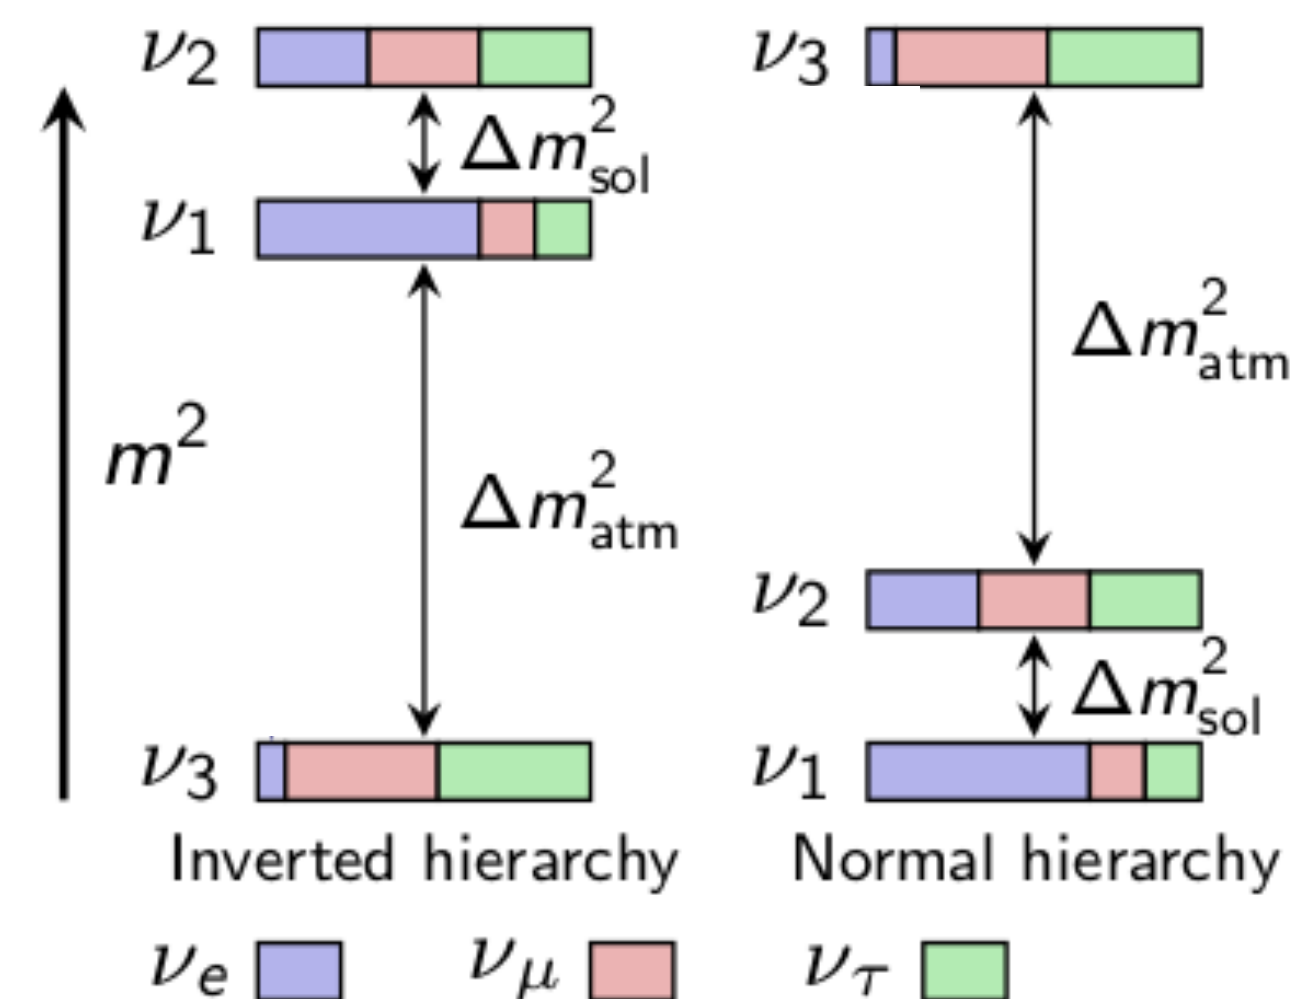 ν₂
ν₃
Δm²sol
ν₁
Δm²atm
m²
Δm²atm
ν₂
Δm²sol
ν₃
ν₁
Inverted hierarchy
Normal hierarchy
νe
νμ
ντ